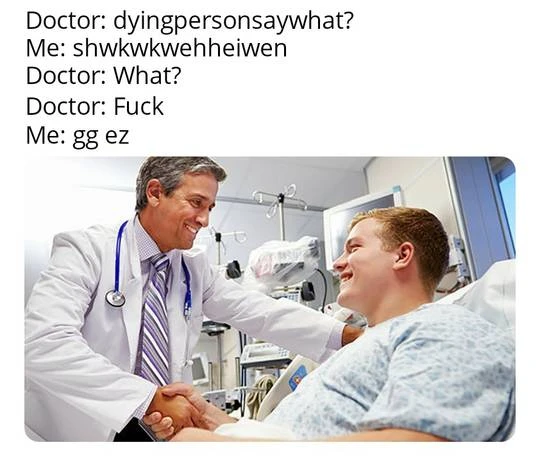 Doctor: dyingpersonsaywhat?
Me: shwkwkwehheiwen
Doctor: What?
Doctor: Fuck
Me: gg ez